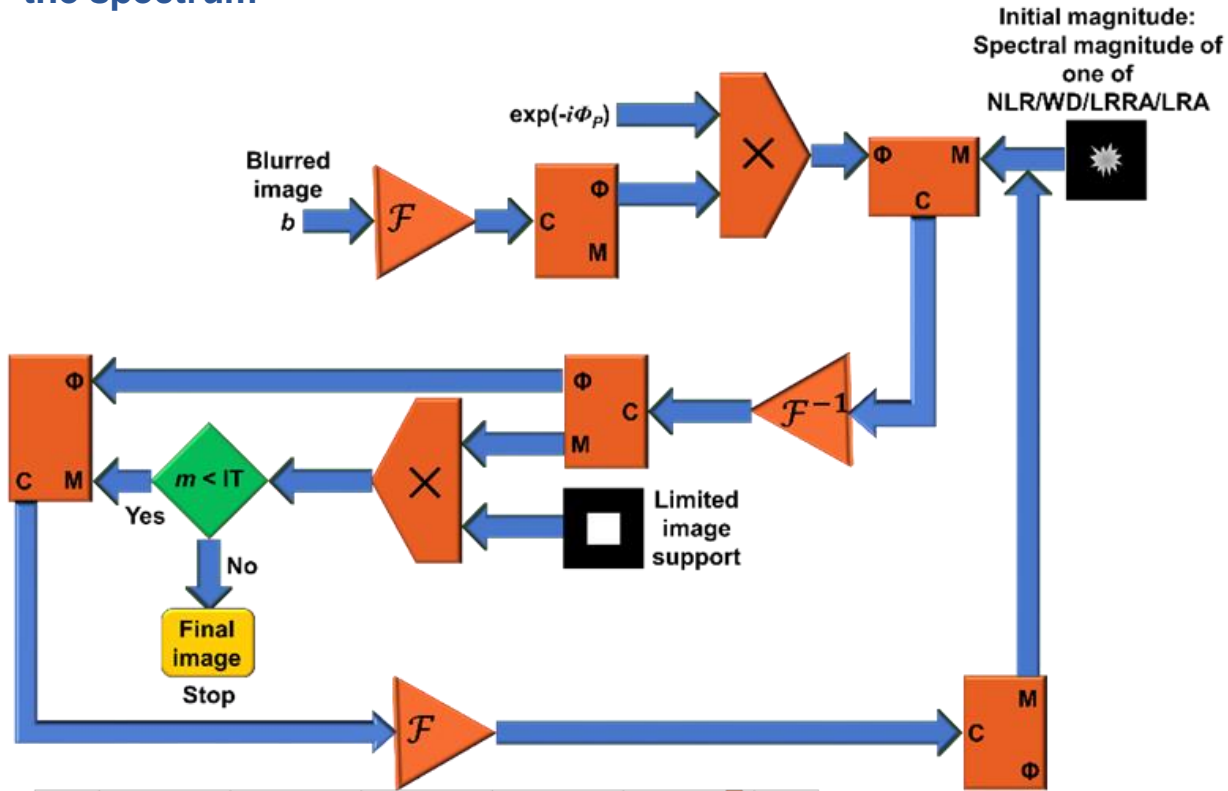 the spectrum
Initial magnitude:
Spectral magnitude of
one of
NLR/WD/LRRA/LRA
exp(-iΦ_P)
×
Φ M
C
Blurred
image
b
ℱ
C
Φ
M
Φ
C M
Φ
M
C
ℱ⁻¹
m < IT
×
Yes
No
Limited
image
support
Final
image
Stop
ℱ
C
M
Φ